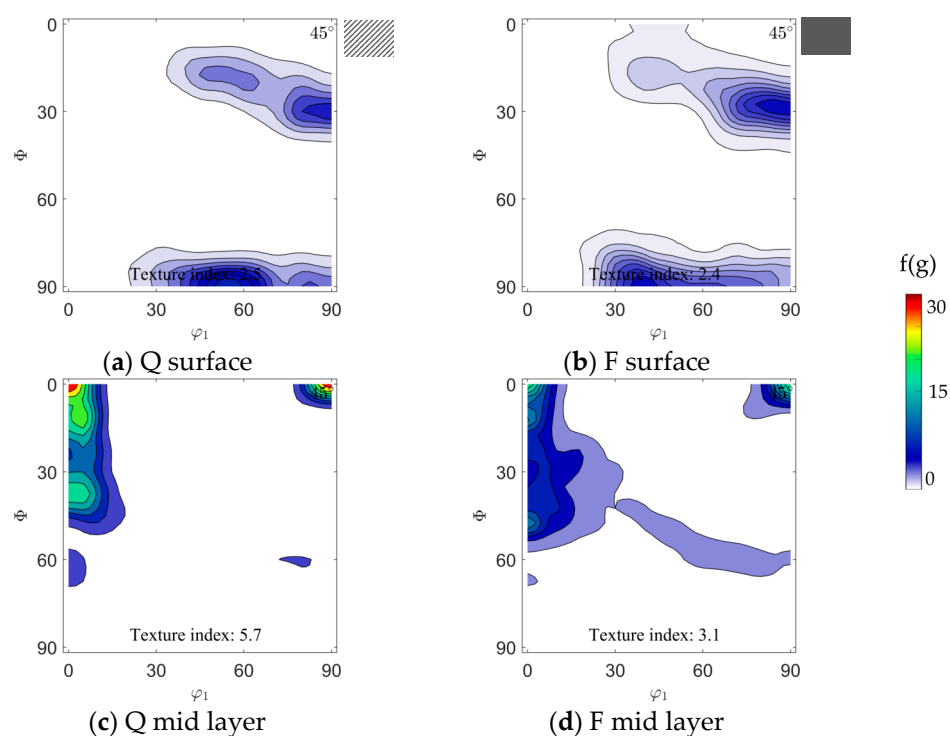 0
30
60
90
Φ
45°
Texture index: 3.5
0
30
60
90
φ₁
(a) Q surface
0
30
60
90
Φ
45°
Texture index: 2.4
0
30
60
90
φ₁
(b) F surface
f(g)
30
15
0
0
30
60
90
Φ
45°
Texture index: 5.7
0
30
60
90
φ₁
(c) Q mid layer
0
30
60
90
Φ
45°
Texture index: 3.1
0
30
60
90
φ₁
(d) F mid layer